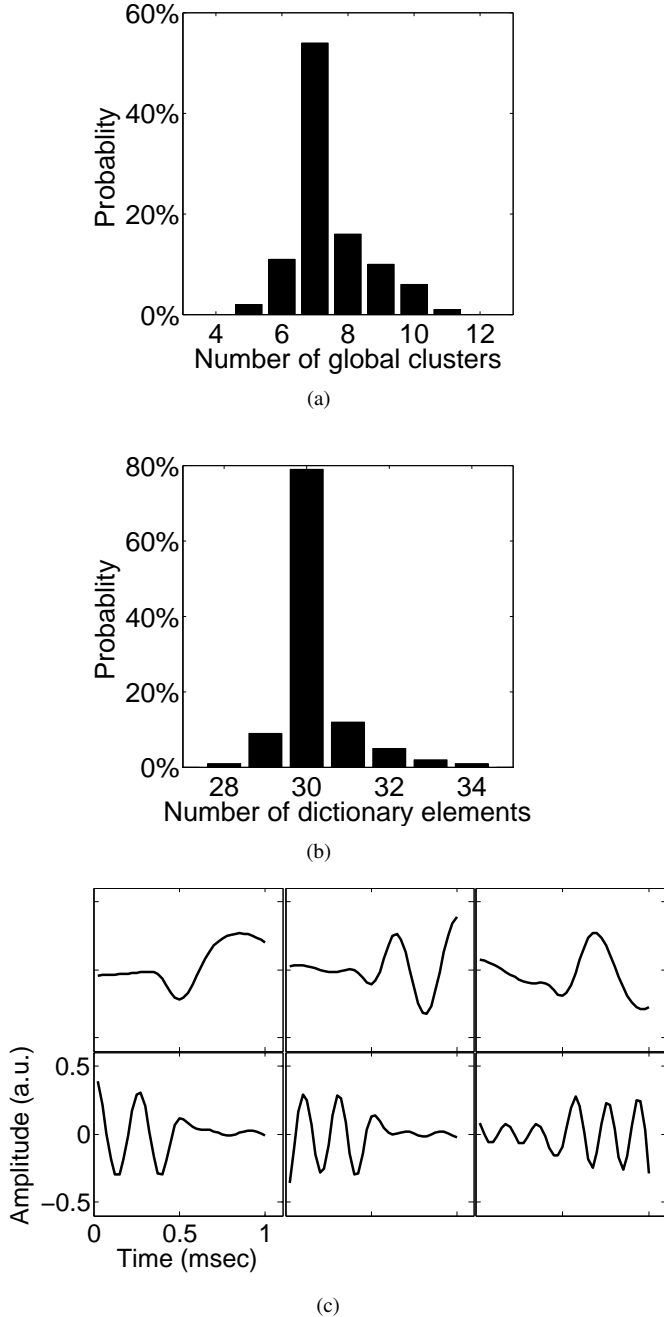 60%
40%
20%
0%
Probablity
4 6 8 10 12
Number of global clusters
(a)
80%
60%
40%
20%
0%
Probablity
28 30 32 34
Number of dictionary elements
(b)
0.5
0
−0.5
Amplitude (a.u.)
0 0.5 1
Time (msec)
(c)